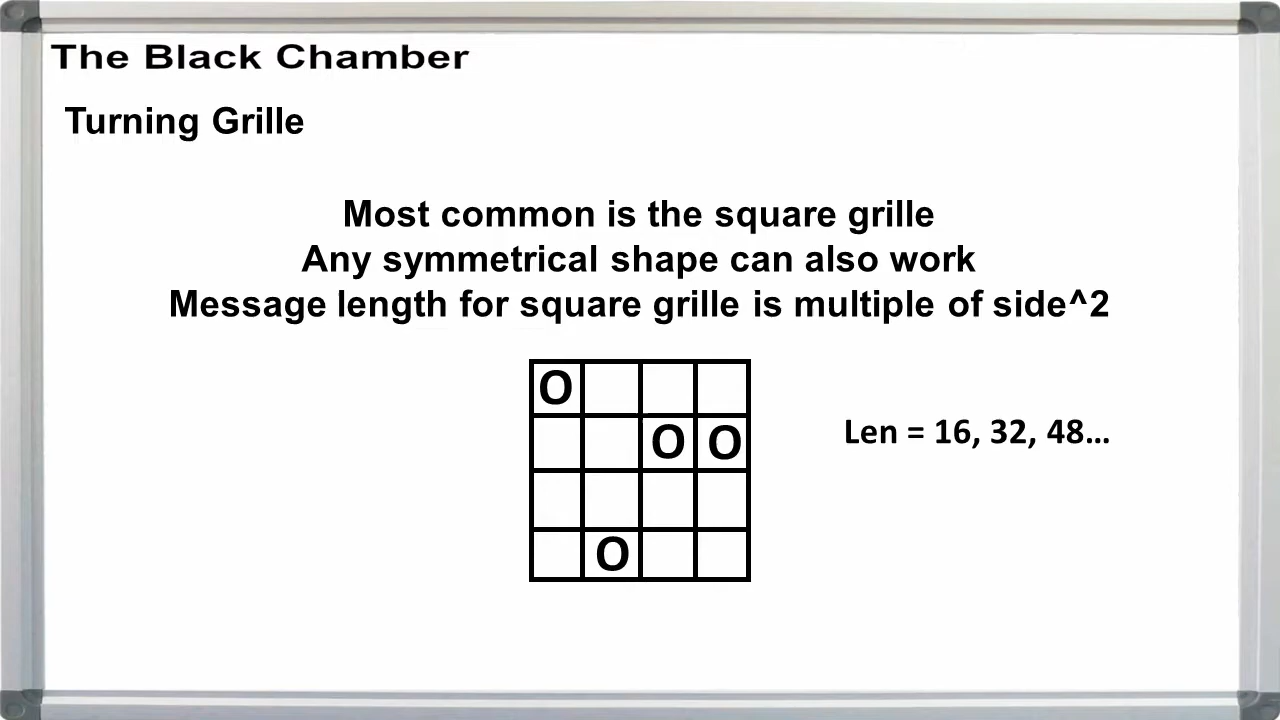 The Black Chamber
Turning Grille
Most common is the square grille
Any symmetrical shape can also work
Message length for square grille is multiple of side^2
O
O O
Len = 16, 32, 48...
O